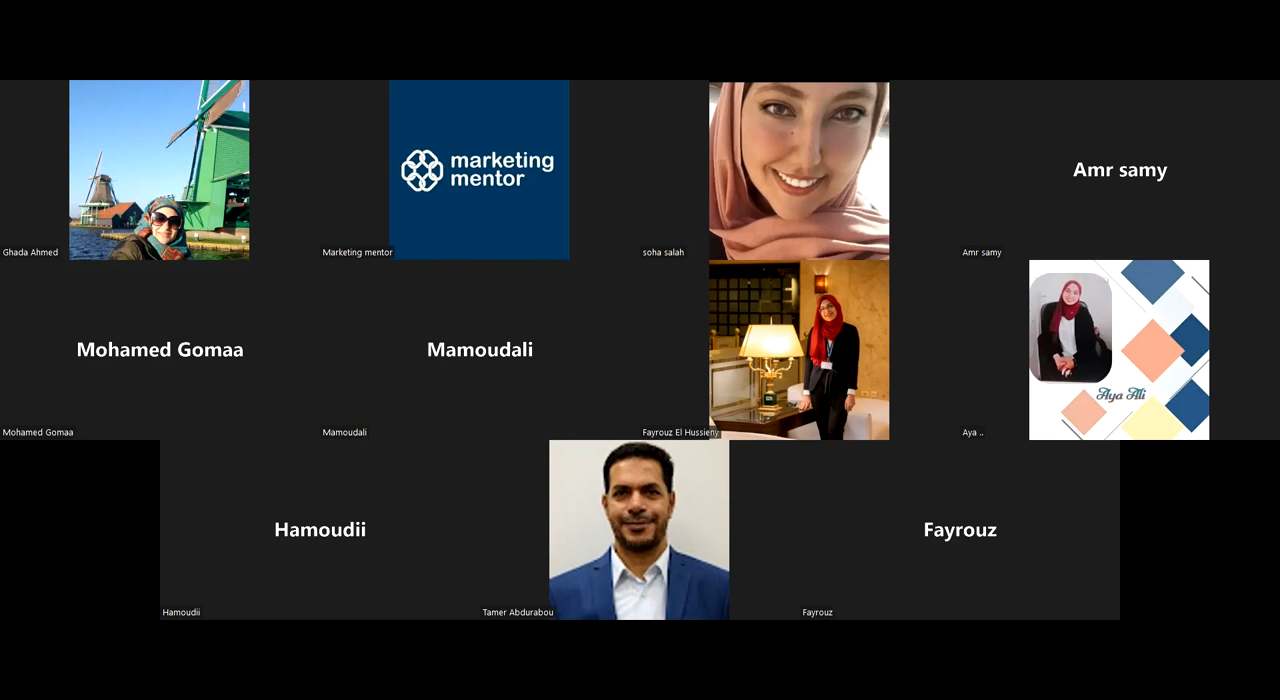 marketing
mentor
Amr samy
Ghada Ahmed
Marketing mentor
soha salah
Amr samy
Mohamed Gomaa
Mamoudali
Aya Ali
Mohamed Gomaa
Mamoudali
Fayrouz El Hussieny
Aya ..
Hamoudii
Fayrouz
Hamoudii
Tamer Abdurabou
Fayrouz